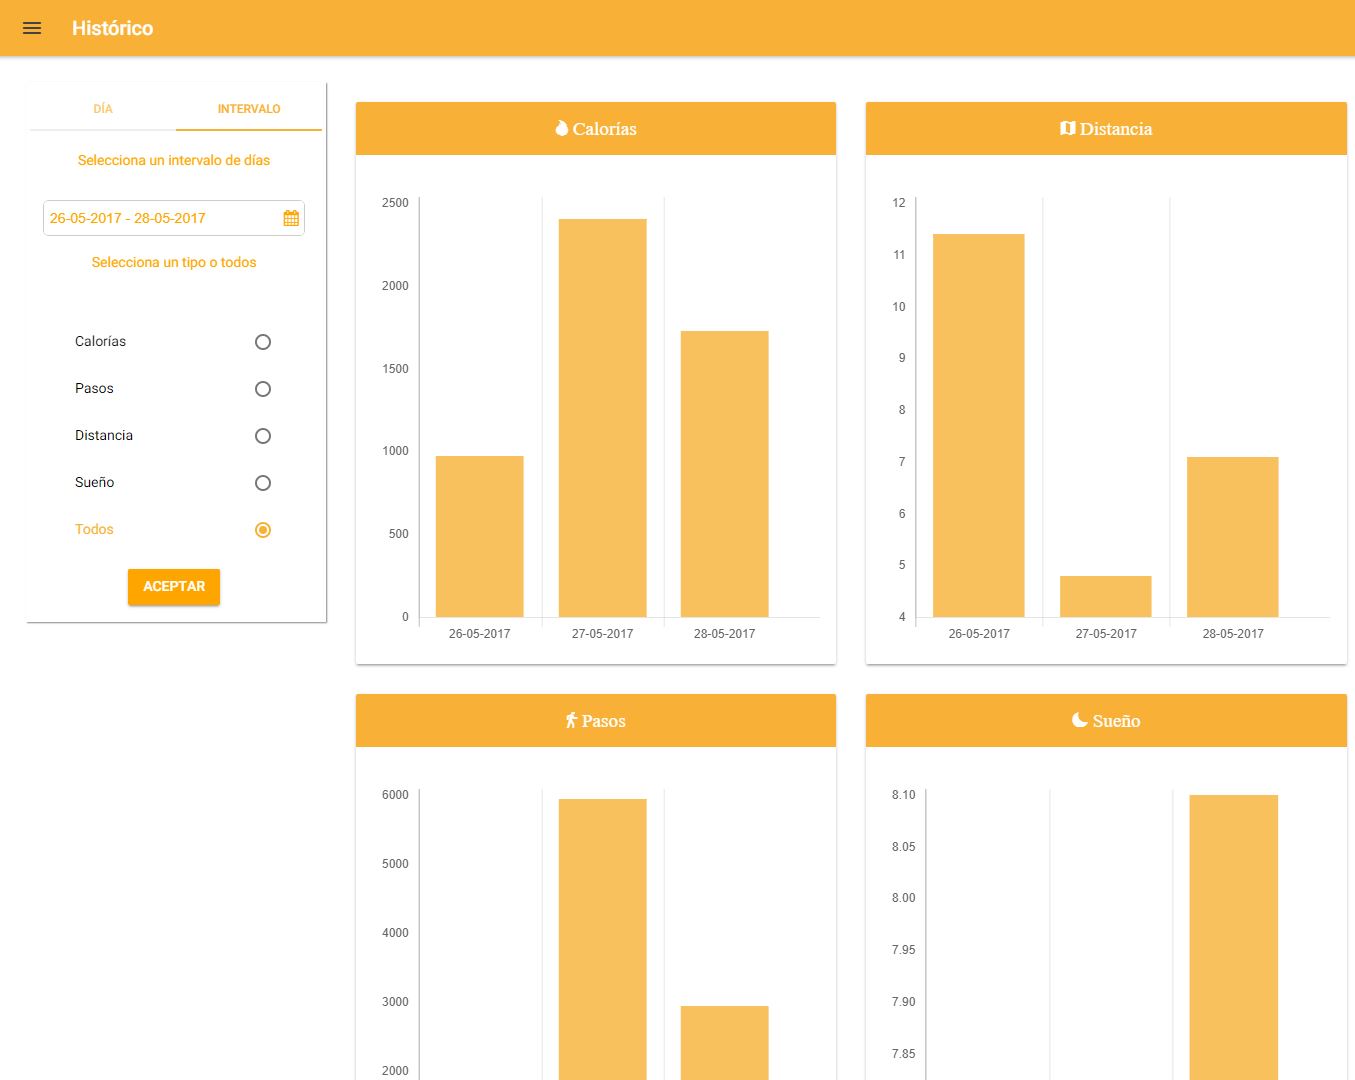 Histórico
DÍA INTERVALO
Selecciona un intervalo de días
26-05-2017 - 28-05-2017
Selecciona un tipo o todos
Calorías
Pasos
Distancia
Sueño
Todos
ACEPTAR
Calorías
2500
2000
1500
1000
500
0
26-05-2017 27-05-2017 28-05-2017
Distancia
12
11
10
9
8
7
6
5
4
26-05-2017 27-05-2017 28-05-2017
Pasos
6000
5000
4000
3000
2000
Sueño
8.10
8.05
8.00
7.95
7.90
7.85